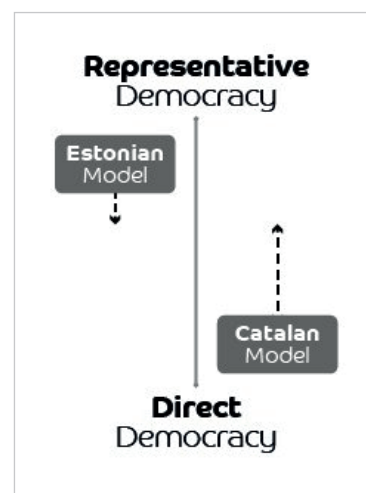 Representative
Democracy
Estonian
Model
Catalan
Model
Direct
Democracy